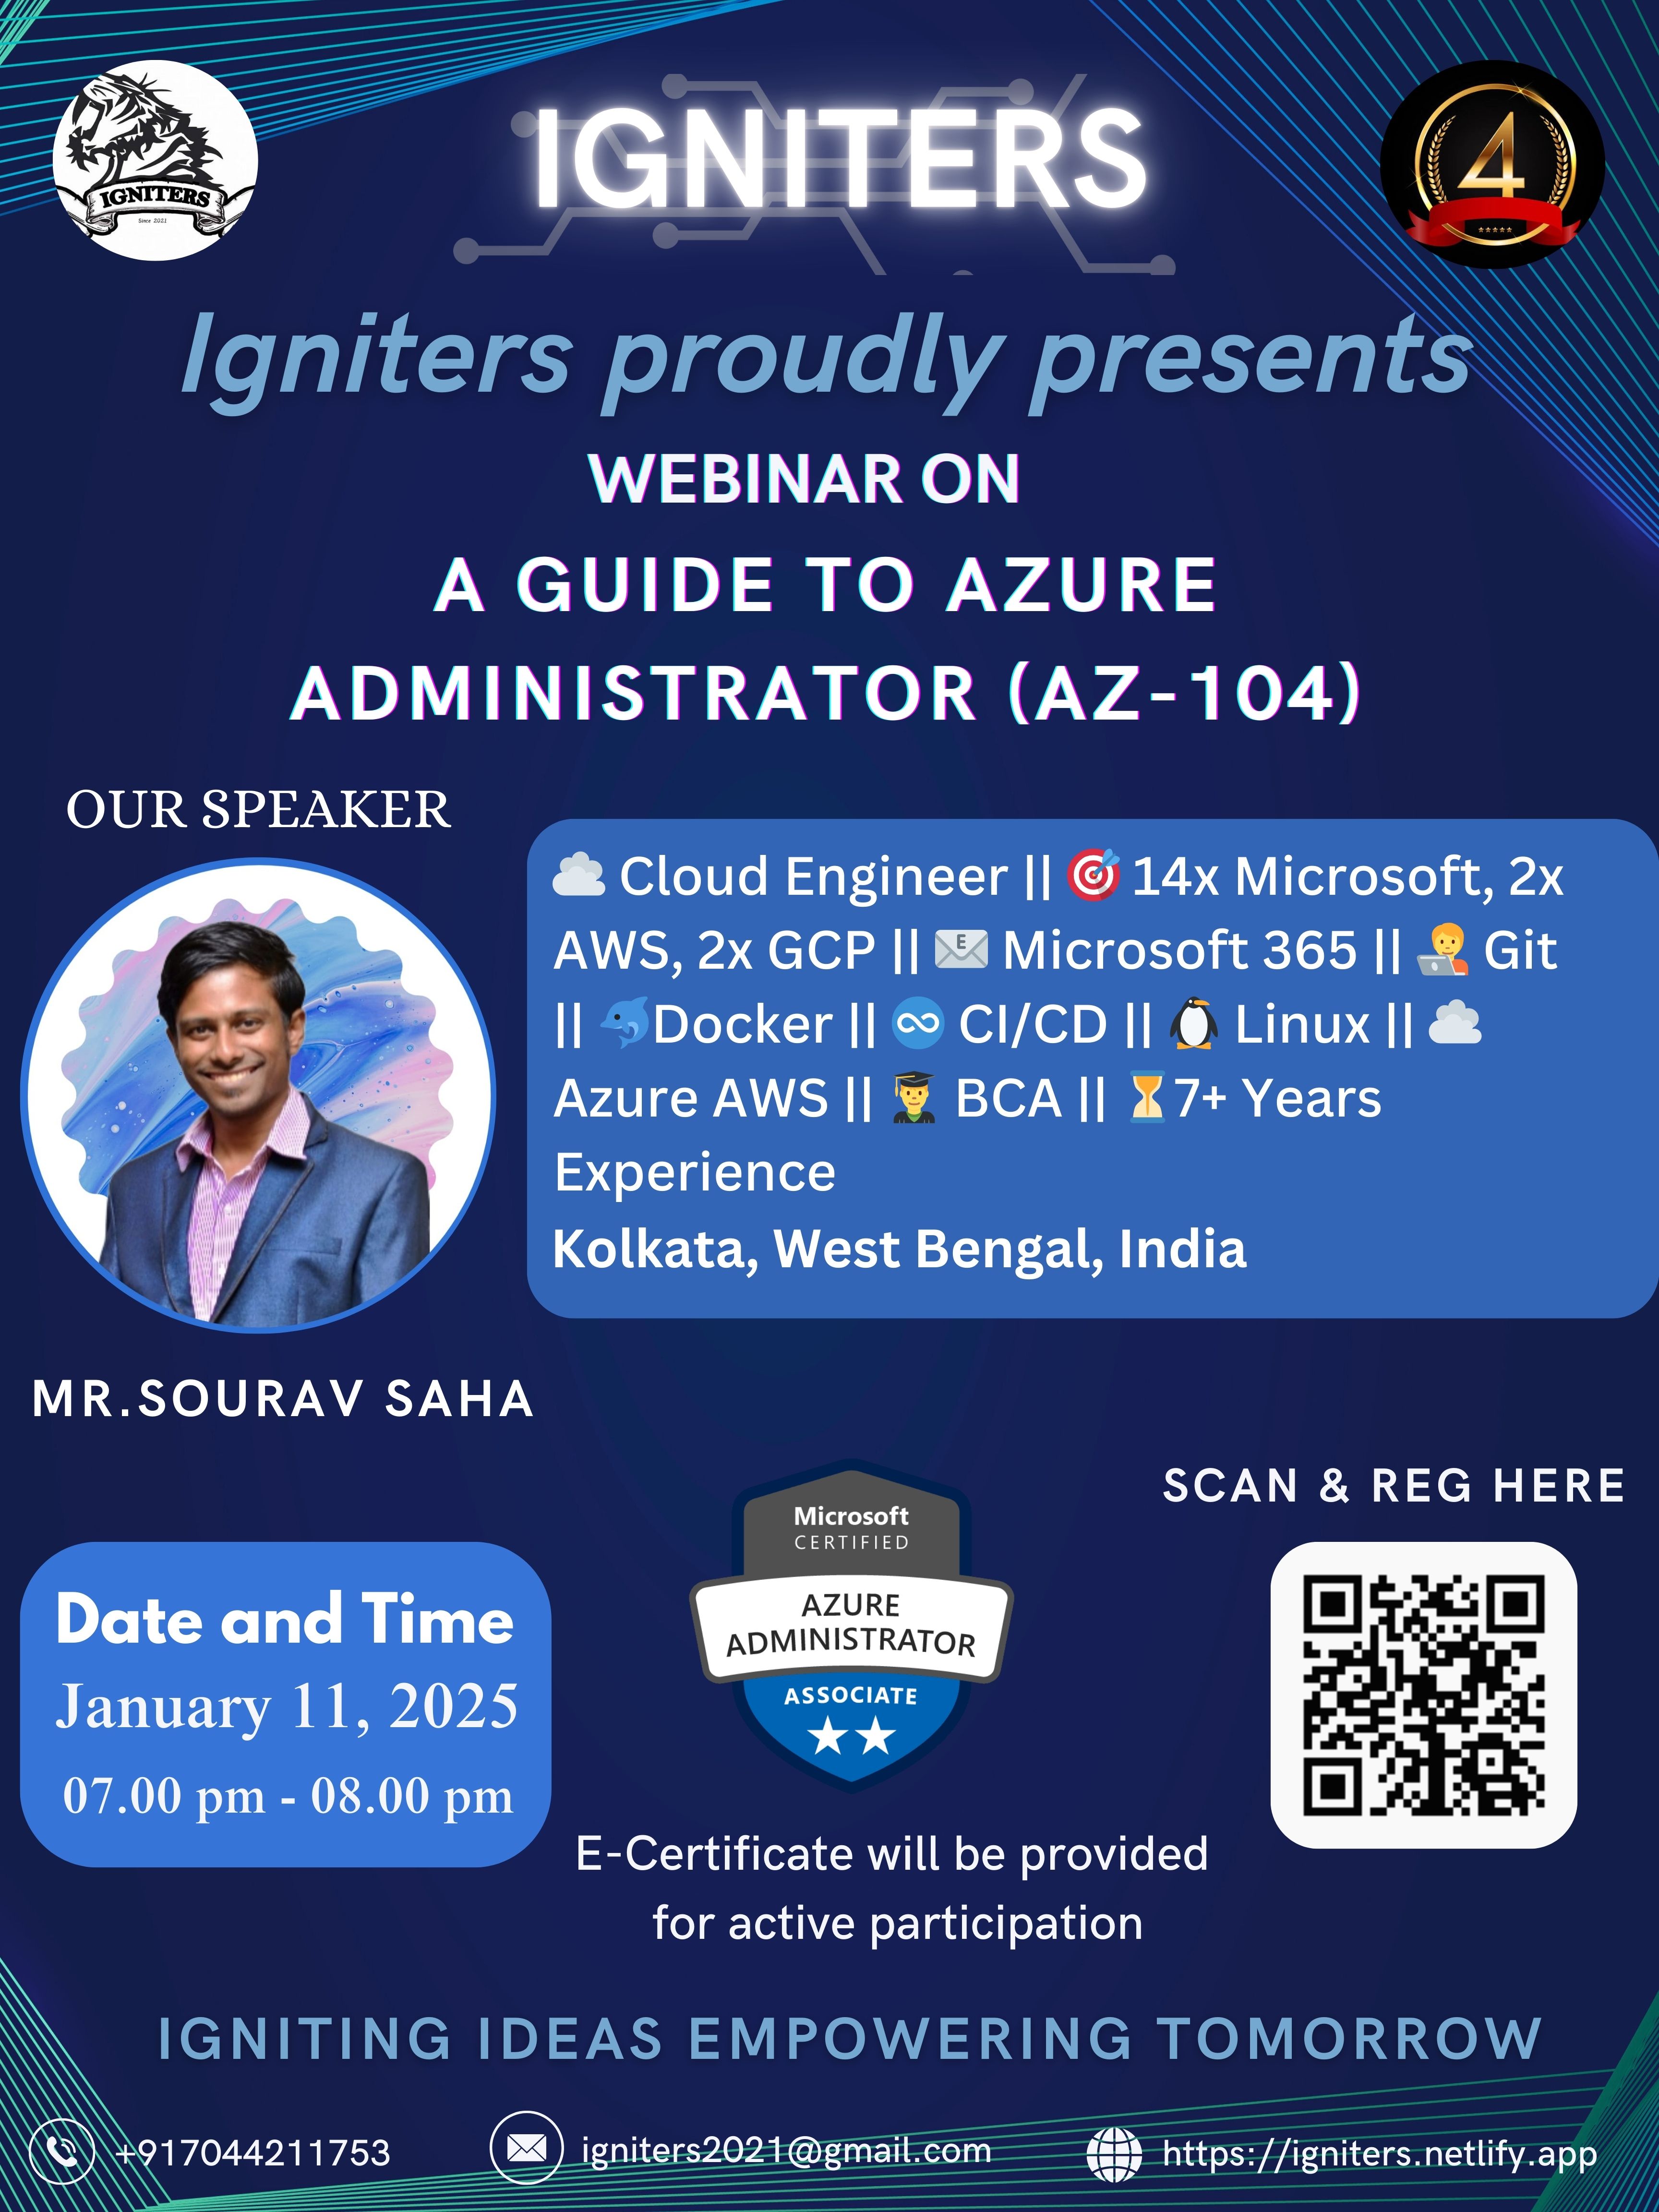 IGNITERS
Since 2021
IGNITERS
4
Igniters proudly presents
WEBINAR ON
A GUIDE TO AZURE
ADMINISTRATOR (AZ-104)
OUR SPEAKER
☁️ Cloud Engineer || 🎯 14x Microsoft, 2x
AWS, 2x GCP || 📧 Microsoft 365 || 🧑‍💻 Git
|| 🐬Docker || ♾️ CI/CD || 🐧 Linux || ☁️
Azure AWS || 👨‍🎓 BCA || ⏳7+ Years
Experience
Kolkata, West Bengal, India
MR.SOURAV SAHA
SCAN & REG HERE
Microsoft
CERTIFIED
AZURE
ADMINISTRATOR
ASSOCIATE
Date and Time
January 11, 2025
07.00 pm - 08.00 pm
E-Certificate will be provided
for active participation
IGNITING IDEAS EMPOWERING TOMORROW
+917044211753
igniters2021@gmail.com
https://igniters.netlify.app